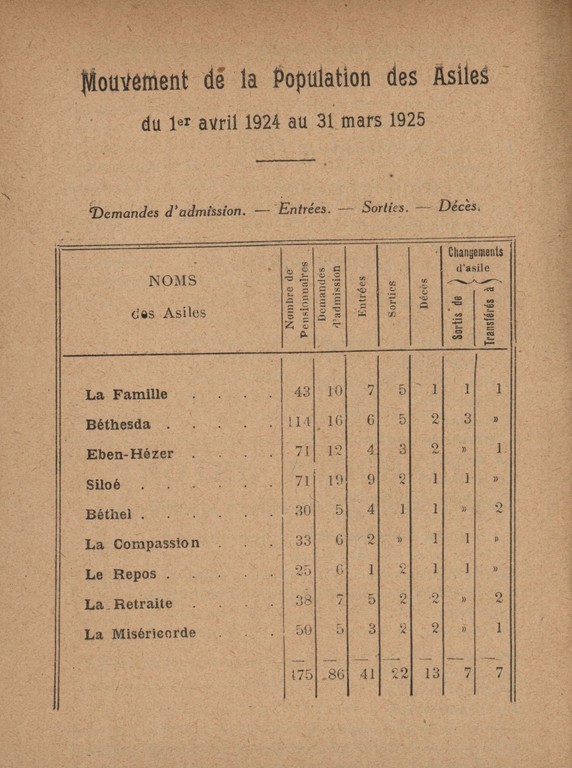 Mouvement de la Population des Asiles
du 1er avril 1924 au 31 mars 1925
Demandes d'admission. — Entrées. — Sorties. — Décès.
NOMS des Asiles | Nombre de Pensionnaires | Demandes d'admission | Entrées | Sorties | Décès | Changements d'asile | Sortis de | Transférés à
La Famille . . . . 43 10 7 5 1 1 1
Béthesda . . . . . 114 16 6 5 2 3 »
Eben-Hézer . . . . 71 12 4 3 2 » 1
Siloé . . . . . . 71 19 9 2 1 1 »
Béthel . . . . . . 30 5 4 1 1 » 2
La Compassion . . . 33 6 2 » 1 1 »
Le Repos . . . . . 25 6 1 2 1 1 »
La Retraite . . . . 38 7 5 2 2 » 2
La Miséricorde . . . 50 5 3 2 2 » 1
475 86 41 22 13 7 7